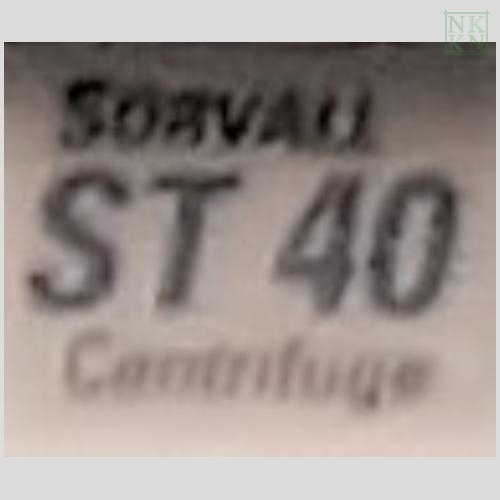 NK
KN
SORVALL
ST 40
Centrifuge